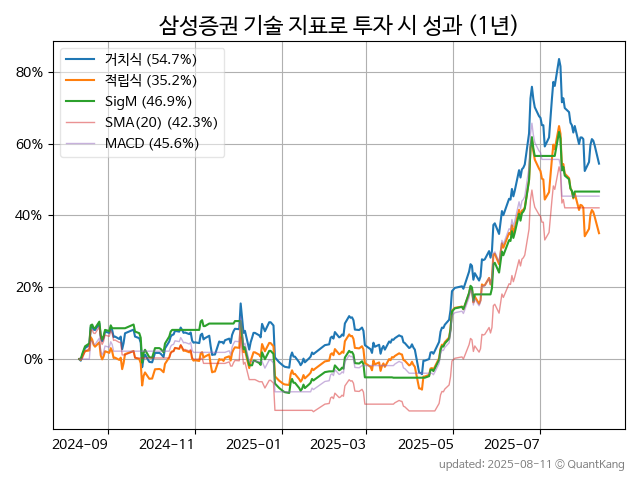 삼성증권 기술 지표로 투자 시 성과 (1년)
거치식 (54.7%)
적립식 (35.2%)
SigM (46.9%)
SMA(20) (42.3%)
MACD (45.6%)
80%
60%
40%
20%
0%
2024-09 2024-11 2025-01 2025-03 2025-05 2025-07
updated: 2025-08-11 © QuantKang